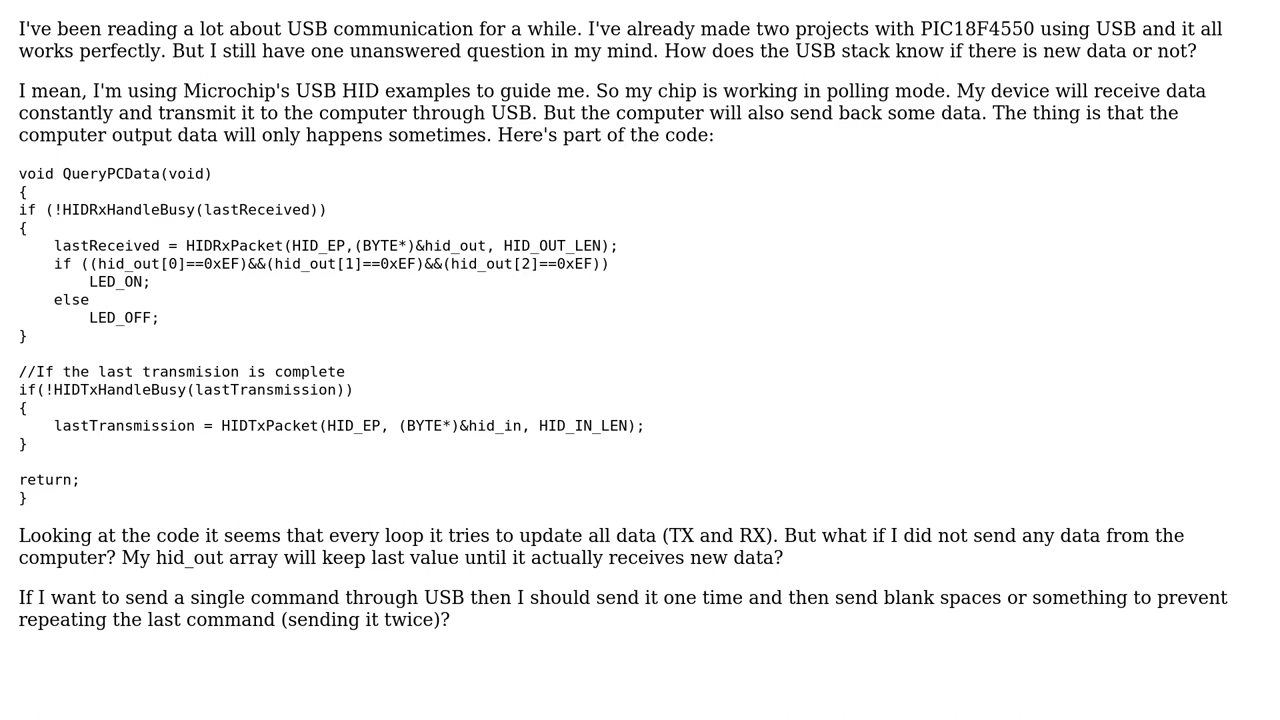 I've been reading a lot about USB communication for a while. I've already made two projects with PIC18F4550 using USB and it all
works perfectly. But I still have one unanswered question in my mind. How does the USB stack know if there is new data or not?
I mean, I'm using Microchip's USB HID examples to guide me. So my chip is working in polling mode. My device will receive data
constantly and transmit it to the computer through USB. But the computer will also send back some data. The thing is that the
computer output data will only happens sometimes. Here's part of the code:
void QueryPCData(void)
{
if (!HIDRxHandleBusy(lastReceived))
{
    lastReceived = HIDRxPacket(HID_EP,(BYTE*)&hid_out, HID_OUT_LEN);
    if ((hid_out[0]==0xEF)&&(hid_out[1]==0xEF)&&(hid_out[2]==0xEF))
        LED_ON;
    else
        LED_OFF;
}
//If the last transmision is complete
if(!HIDTxHandleBusy(lastTransmission))
{
    lastTransmission = HIDTxPacket(HID_EP, (BYTE*)&hid_in, HID_IN_LEN);
}
return;
}
Looking at the code it seems that every loop it tries to update all data (TX and RX). But what if I did not send any data from the
computer? My hid_out array will keep last value until it actually receives new data?
If I want to send a single command through USB then I should send it one time and then send blank spaces or something to prevent
repeating the last command (sending it twice)?